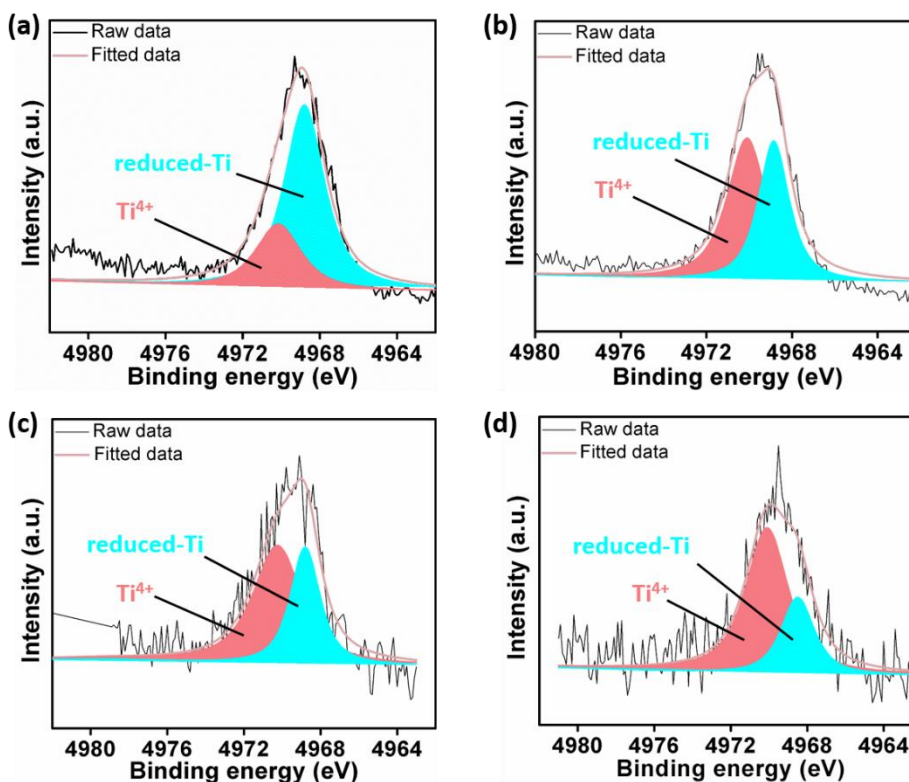 (a)
Raw data
Fitted data
reduced-Ti
Ti⁴⁺
Intensity (a.u.)
4980 4976 4972 4968 4964
Binding energy (eV)
(b)
Raw data
Fitted data
reduced-Ti
Ti⁴⁺
Intensity (a.u.)
4980 4976 4972 4968 4964
Binding energy (eV)
(c)
Raw data
Fitted data
reduced-Ti
Ti⁴⁺
Intensity (a.u.)
4980 4976 4972 4968 4964
Binding energy (eV)
(d)
Raw data
Fitted data
reduced-Ti
Ti⁴⁺
Intensity (a.u.)
4980 4976 4972 4968 4964
Binding energy (eV)